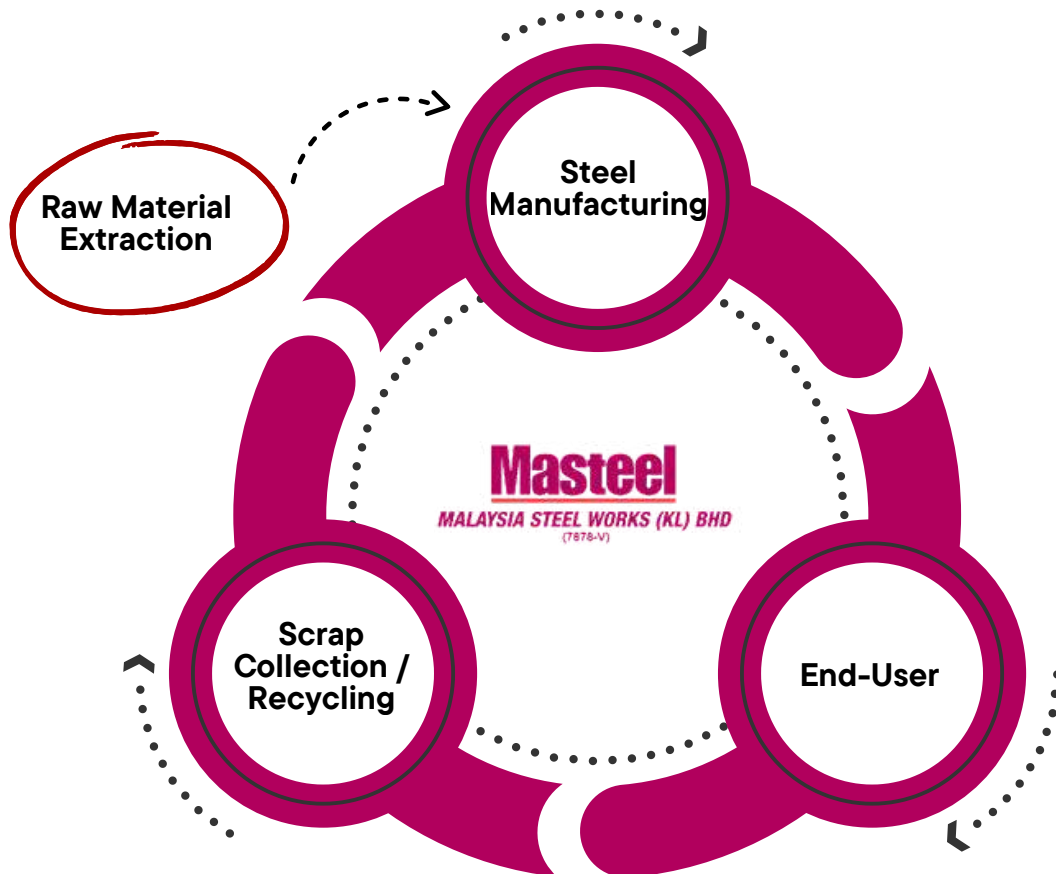 Steel
Manufacturing
Raw Material
Extraction
Masteel
MALAYSIA STEEL WORKS (KL) BHD
(7878-V)
Scrap
Collection /
Recycling
End-User